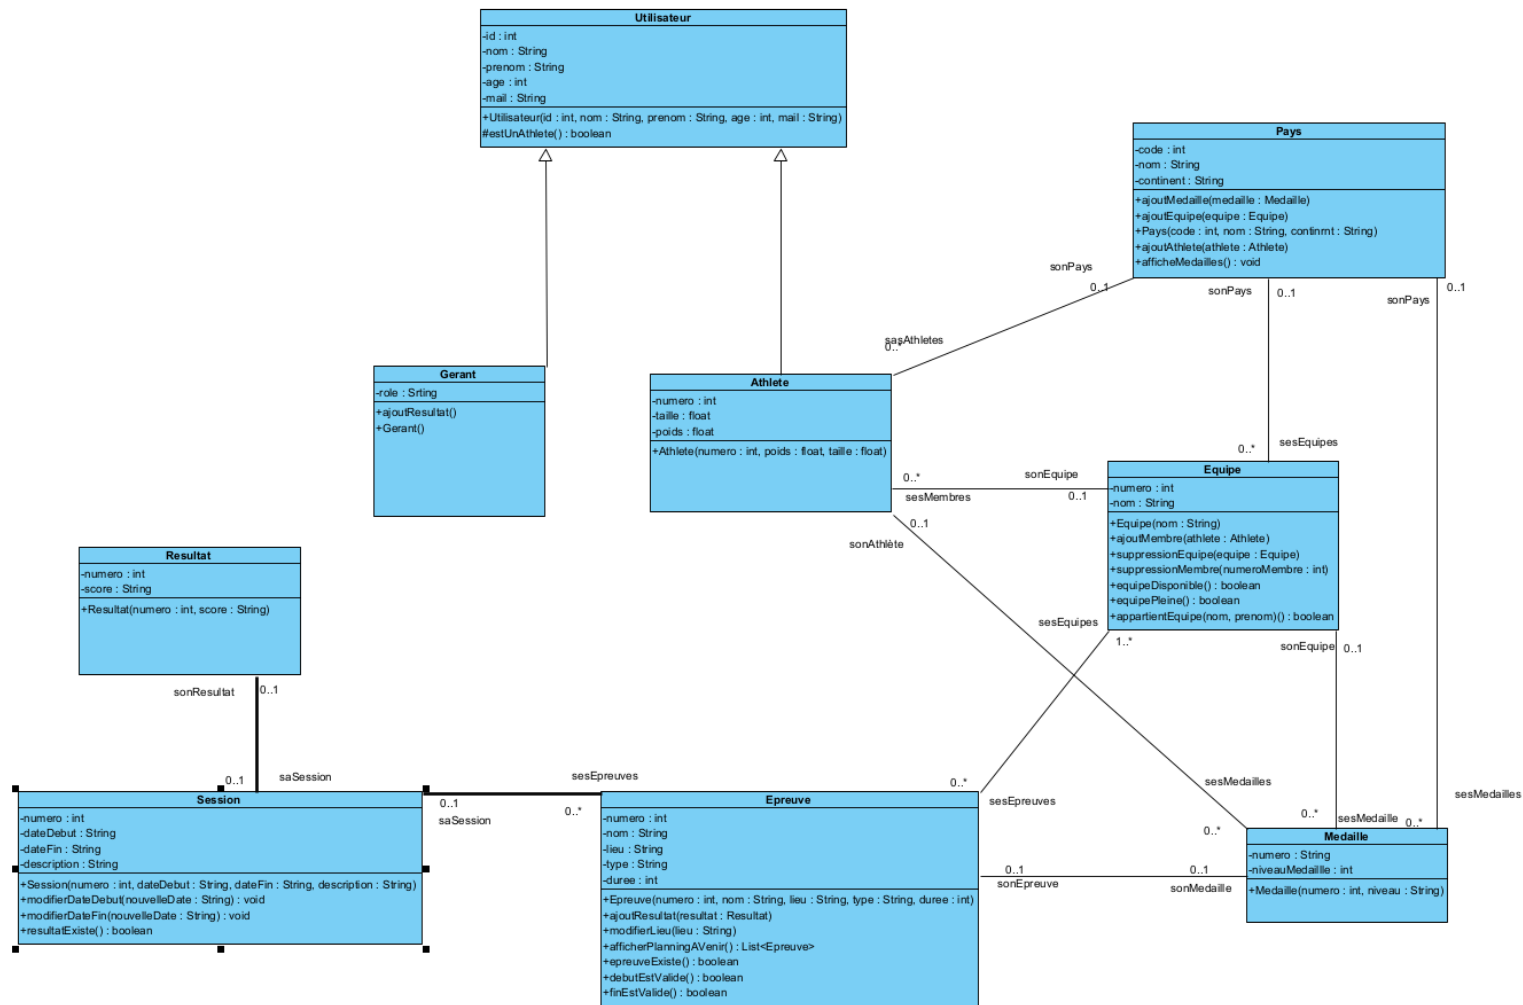 Utilisateur
-id : int
-nom : String
-prenom : String
-age : int
-mail : String
+Utilisateur(id : int, nom : String, prenom : String, age : int, mail : String)
#estUnAthlete() : boolean
Pays
-code : int
-nom : String
-continent : String
+ajoutMedaille(medaille : Medaille)
+ajoutEquipe(equipe : Equipe)
+Pays(code : int, nom : String, continrnt : String)
+ajoutAthlete(athlete : Athlete)
+afficheMedailles() : void
sonPays
0..1
sonPays
0..1
sonPays
0..1
sasAthletes
0..*
Gerant
-role : Srting
+ajoutResultat()
+Gerant()
Athlete
-numero : int
-taille : float
-poids : float
+Athlete(numero : int, poids : float, taille : float)
0..*
sesEquipes
0..*
sesMembres
sonEquipe
0..1
Equipe
-numero : int
-nom : String
+Equipe(nom : String)
+ajoutMembre(athlete : Athlete)
+suppressionEquipe(equipe : Equipe)
+suppressionMembre(numeroMembre : int)
+equipeDisponible() : boolean
+equipePleine() : boolean
+appartientEquipe(nom, prenom)() : boolean
0..1
sonAthlète
Resultat
-numero : int
-score : String
+Resultat(numero : int, score : String)
sesEquipes
1..*
sonEquipe
0..1
sonResultat
0..1
0..1
saSession
sesEpreuves
0..1
saSession
0..*
0..*
sesEpreuves
sesMedailles
0..*
0..*
sesMedaille
0..*
sesMedailles
Session
-numero : int
-dateDebut : String
-dateFin : String
-description : String
+Session(numero : int, dateDebut : String, dateFin : String, description : String)
+modifierDateDebut(nouvelleDate : String) : void
+modifierDateFin(nouvelleDate : String) : void
+resultatExiste() : boolean
Epreuve
-numero : int
-nom : String
-lieu : String
-type : String
-duree : int
+Epreuve(numero : int, nom : String, lieu : String, type : String, duree : int)
+ajoutResultat(resultat : Resultat)
+modifierLieu(lieu : String)
+afficherPlanningAVenir() : List<Epreuve>
+epreuveExiste() : boolean
+debutEstValide() : boolean
+finEstValide() : boolean
0..1
sonEpreuve
0..1
sonMedaille
Medaille
-numero : String
-niveauMedaillle : int
+Medaille(numero : int, niveau : String)